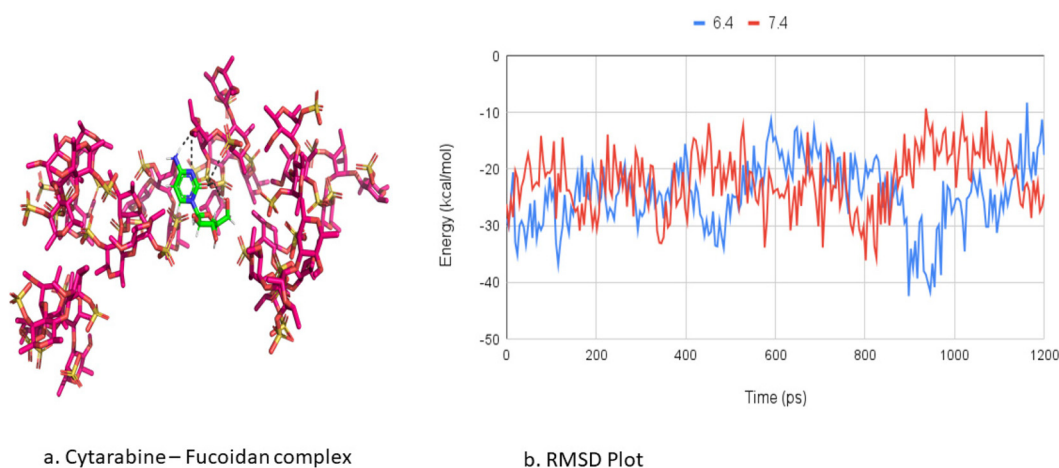 6.4 7.4
0
-10
-20
-30
-40
-50
Energy (kcal/mol)
0 200 400 600 800 1000 1200
Time (ps)
a. Cytarabine – Fucoidan complex
b. RMSD Plot